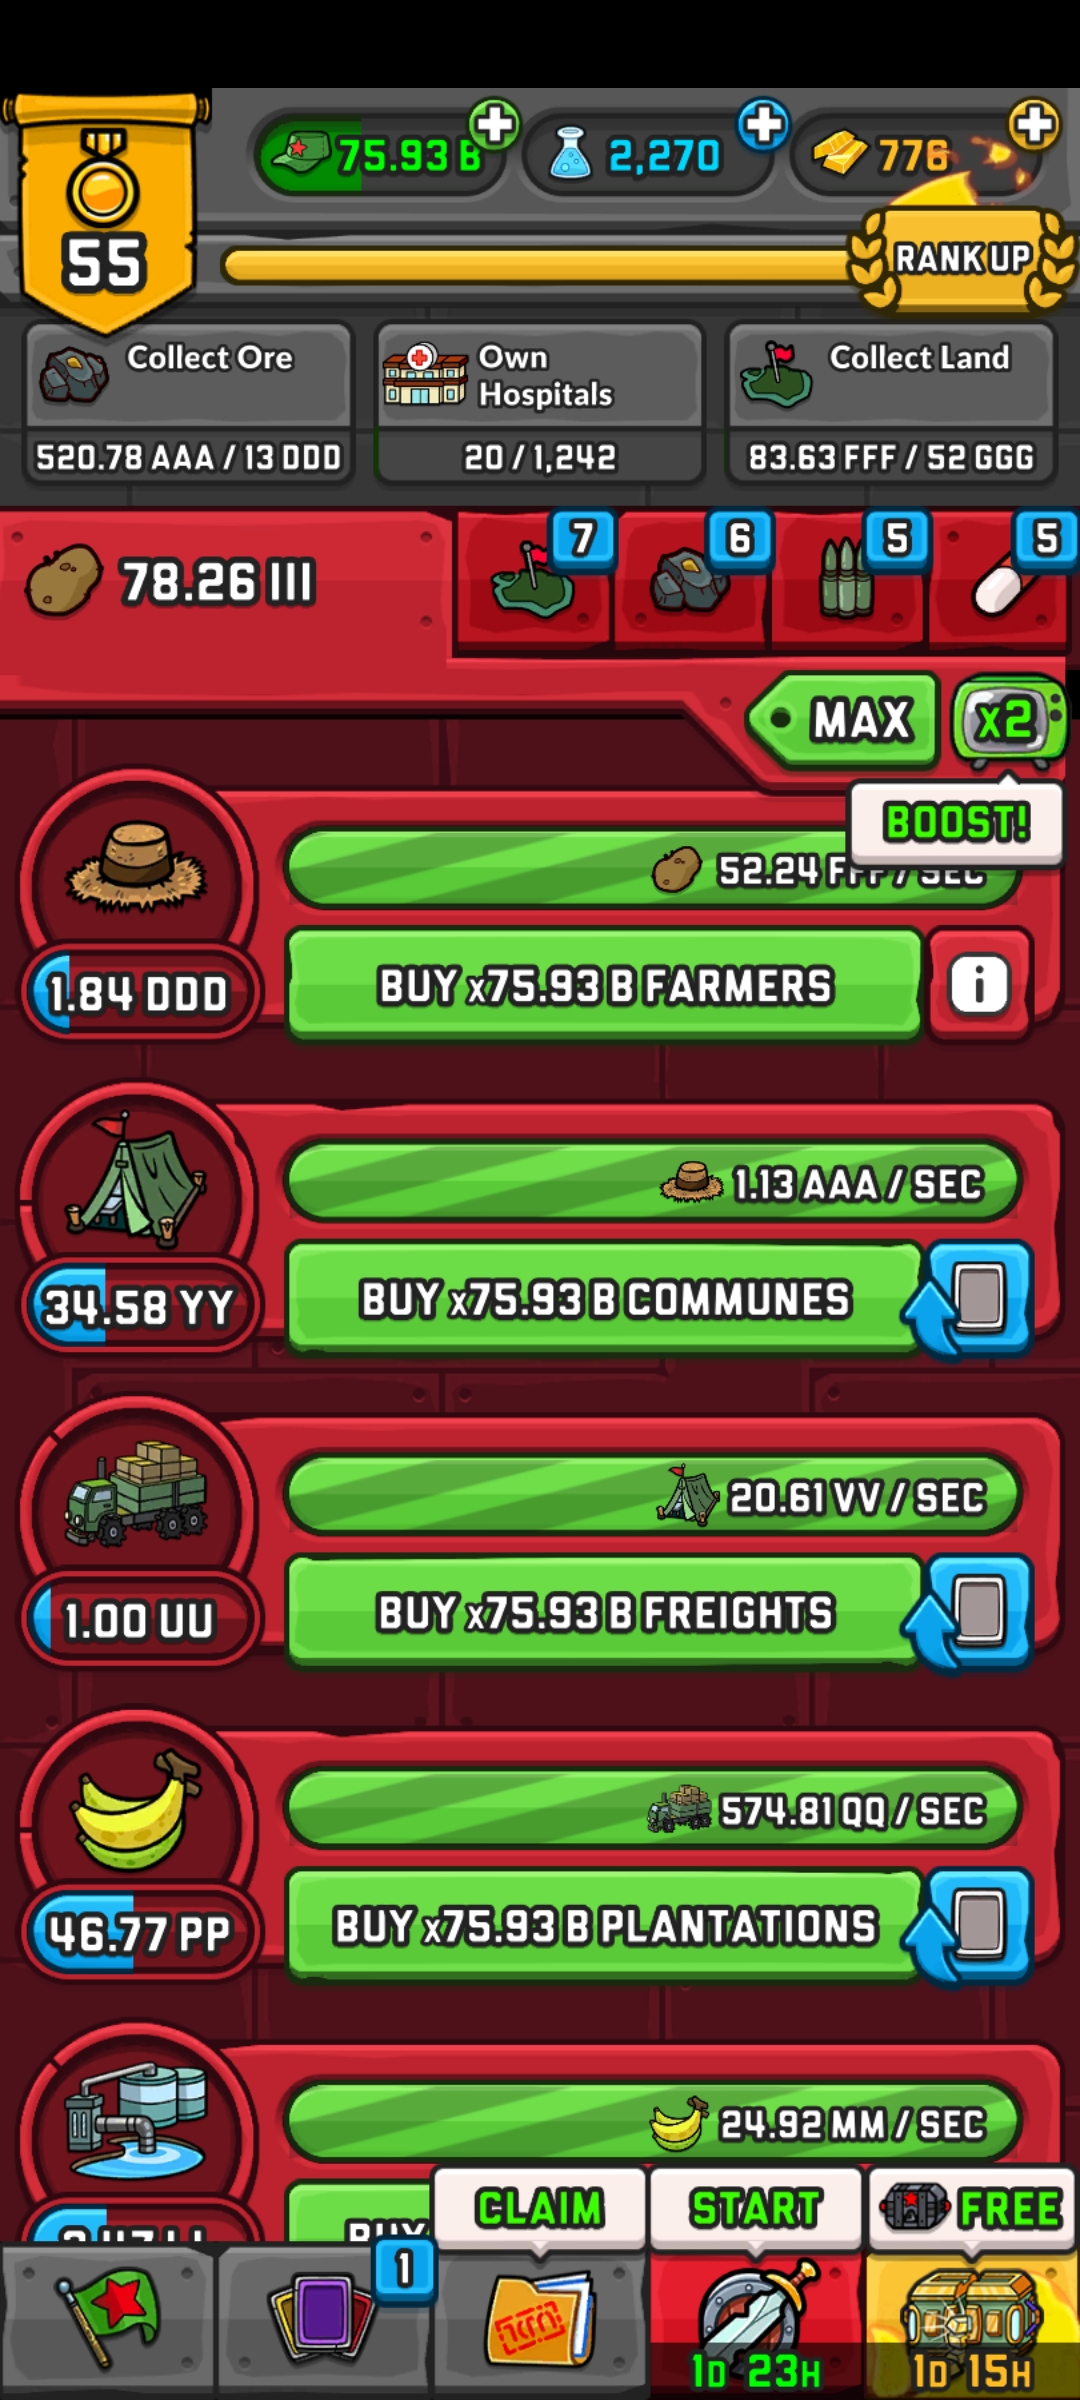 75.93 B
2,270
776
55
RANK UP
Collect Ore
520.78 AAA / 13 DDD
Own
Hospitals
20 / 1,242
Collect Land
83.63 FFF / 52 GGG
78.26 III
7
6
5
5
MAX
x2
BOOST!
52.24 FFF / SEC
1.84 DDD
BUY x75.93 B FARMERS
i
1.13 AAA / SEC
34.58 YY
BUY x75.93 B COMMUNES
20.61 VV / SEC
1.00 UU
BUY x75.93 B FREIGHTS
574.81 QQ / SEC
46.77 PP
BUY x75.93 B PLANTATIONS
24.92 MM / SEC
BUY
CLAIM
START
FREE
1
1D 23H
1D 15H